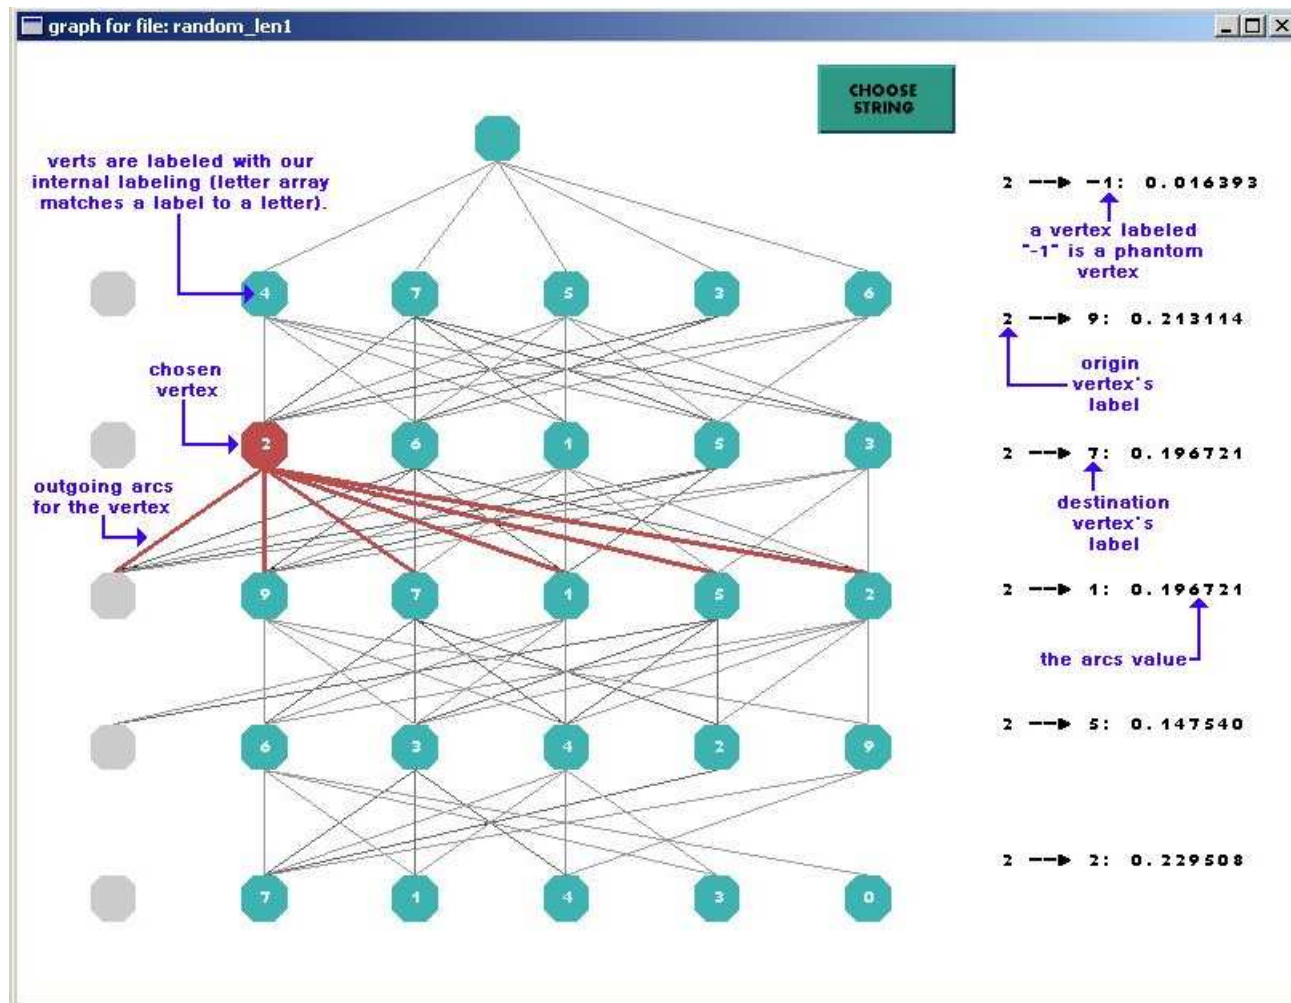 graph for file: random_len1
CHOOSE
STRING
verts are labeled with our
internal labeling (letter array
matches a label to a letter).
2 --> -1: 0.016393
a vertex labeled
"-1" is a phantom
vertex
4 7 5 3 6
2 --> 9: 0.213114
origin
vertex's
label
chosen
vertex
2 6 1 5 3
2 --> 7: 0.196721
destination
vertex's
label
outgoing arcs
for the vertex
9 7 1 5 2
2 --> 1: 0.196721
the arcs value
6 3 4 2 9
2 --> 5: 0.147540
2 --> 2: 0.229508
7 1 4 3 0